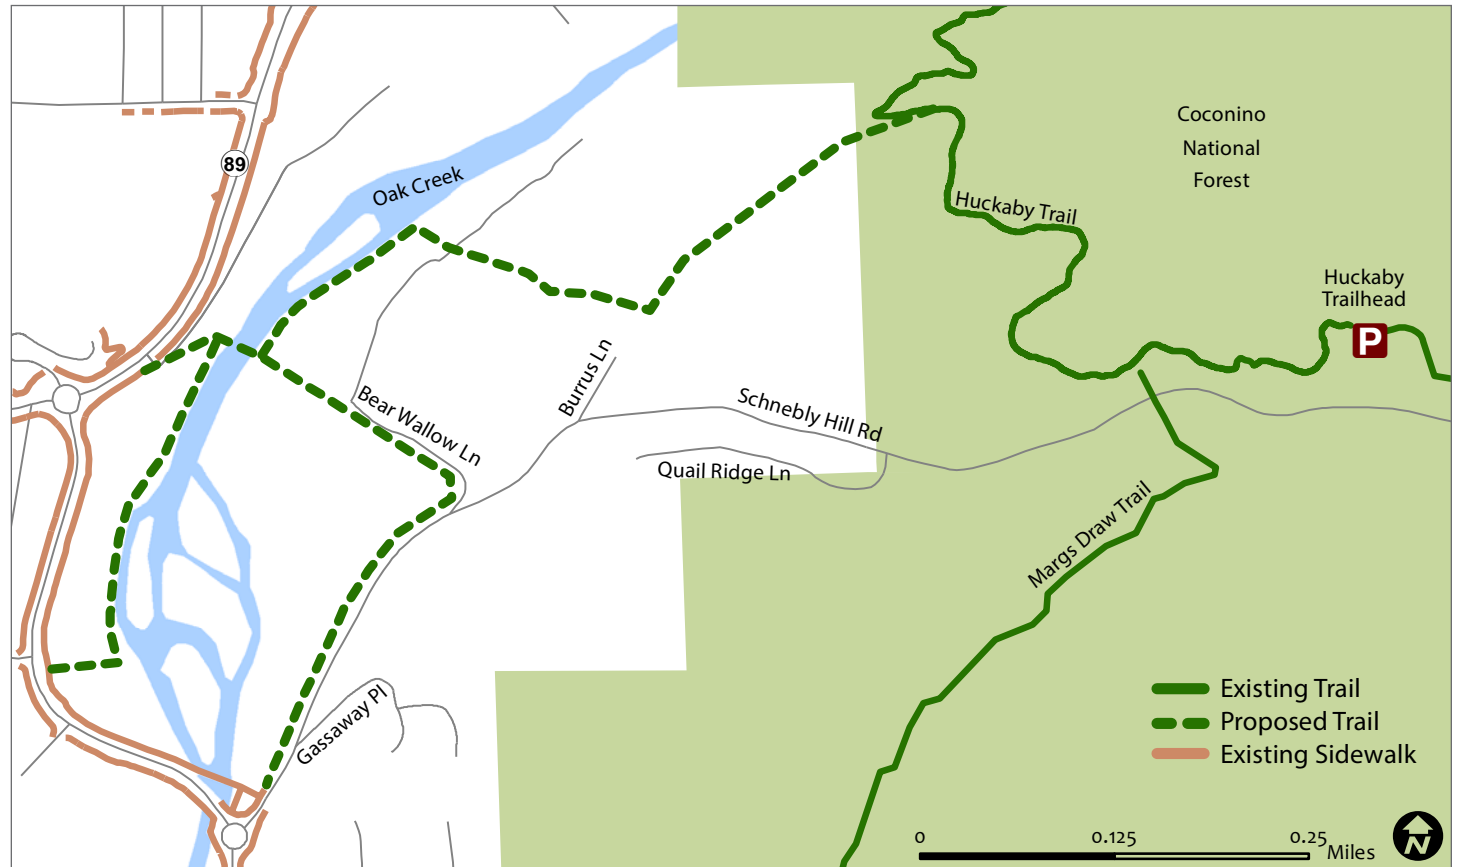 Coconino
National
Forest
89
Oak Creek
Huckaby Trail
Huckaby
Trailhead
P
Burrus Ln
Bear Wallow Ln
Schnebly Hill Rd
Quail Ridge Ln
Margs Draw Trail
Gassaway Pl
Existing Trail
Proposed Trail
Existing Sidewalk
0 0.125 0.25 Miles
N